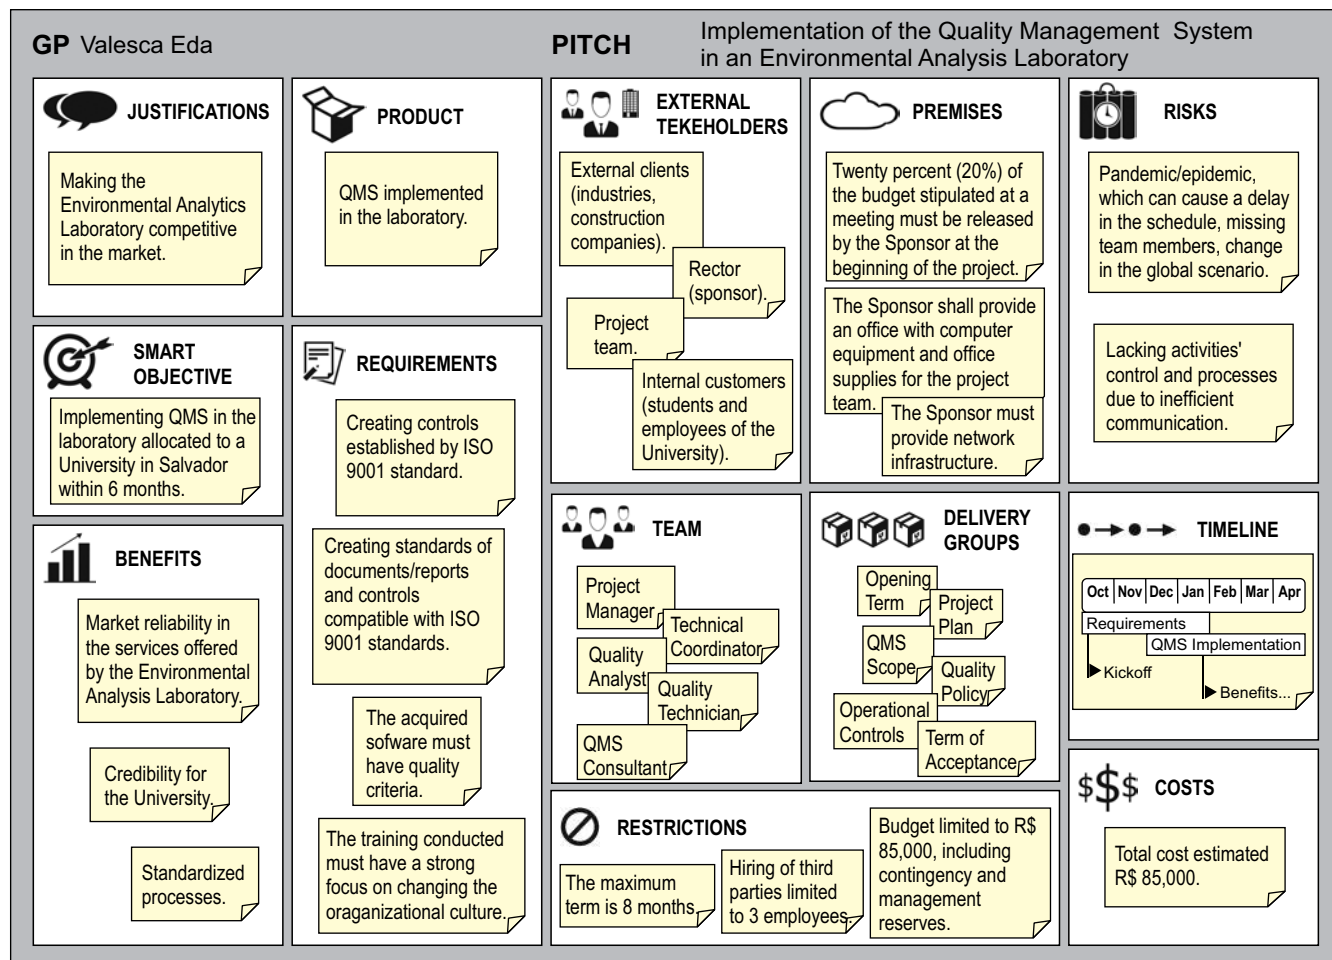 GP Valesca Eda
PITCH
Implementation of the Quality Management System
in an Environmental Analysis Laboratory
JUSTIFICATIONS
Making the
Environmental Analytics
Laboratory competitive
in the market.
SMART
OBJECTIVE
Implementing QMS in the
laboratory allocated to a
University in Salvador
within 6 months.
BENEFITS
Market reliability in
the services offered
by the Environmental
Analysis Laboratory.
Credibility for
the University.
Standardized
processes.
PRODUCT
QMS implemented
in the laboratory.
REQUIREMENTS
Creating controls
established by ISO
9001 standard.
Creating standards of
documents/reports
and controls
compatible with ISO
9001 standards.
The acquired
sofware must
have quality
criteria.
The training conducted
must have a strong
focus on changing the
oraganizational culture.
EXTERNAL
TEKEHOLDERS
External clients
(industries,
construction
companies).
Rector
(sponsor).
Project
team.
Internal customers
(students and
employees of the
University).
TEAM
Project
Manager
Technical
Coordinator
Quality
Analyst
Quality
Technician
QMS
Consultant
PREMISES
Twenty percent (20%) of
the budget stipulated at a
meeting must be released
by the Sponsor at the
beginning of the project.
The Sponsor shall provide
an office with computer
equipment and office
supplies for the project
team.
The Sponsor must
provide network
infrastructure.
DELIVERY
GROUPS
Opening
Term
Project
Plan
QMS
Scope
Quality
Policy
Operational
Controls
Term of
Acceptance
RESTRICTIONS
The maximum
term is 8 months.
Hiring of third
parties limited
to 3 employees.
Budget limited to R$
85,000, including
contingency and
management
reserves.
RISKS
Pandemic/epidemic,
which can cause a delay
in the schedule, missing
team members, change
in the global scenario.
Lacking activities'
control and processes
due to inefficient
communication.
TIMELINE
Oct Nov Dec Jan Feb Mar Apr
Requirements
QMS Implementation
Kickoff
Benefits...
$$$ COSTS
Total cost estimated
R$ 85,000.